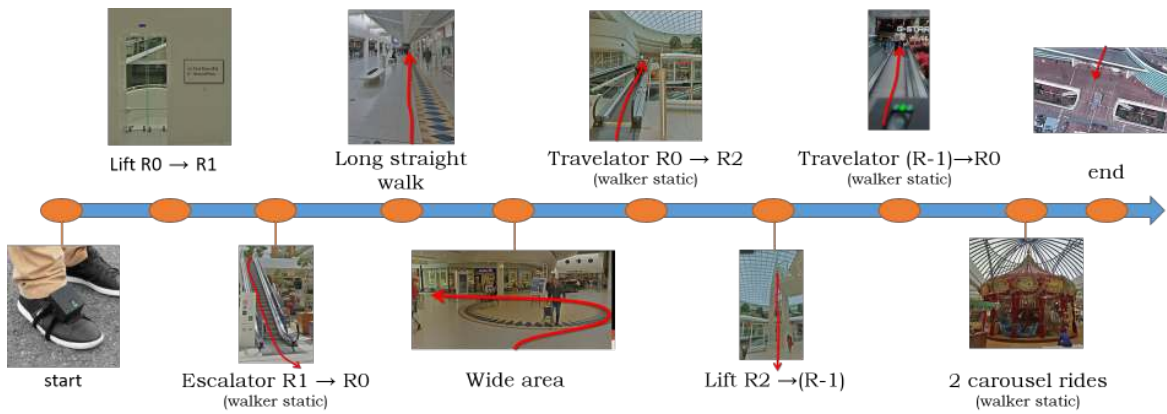 Lift R0 → R1
Long straight
walk
Travelator R0 → R2
(walker static)
Travelator (R-1)→R0
(walker static)
end
G-STAR
start
Escalator R1 → R0
(walker static)
Wide area
Lift R2 →(R-1)
2 carousel rides
(walker static)